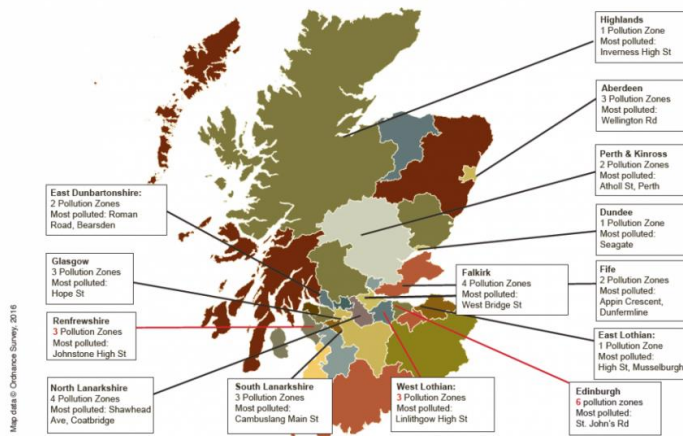 Highlands
1 Pollution Zone
Most polluted:
Inverness High St
Aberdeen
3 Pollution Zones
Most polluted:
Wellington Rd
Perth & Kinross
2 Pollution Zones
Most polluted:
Atholl St, Perth
East Dunbartonshire:
2 Pollution Zones
Most polluted: Roman
Road, Bearsden
Dundee
1 Pollution Zone
Most polluted:
Seagate
Glasgow
3 Pollution Zones
Most polluted:
Hope St
Falkirk
4 Pollution Zones
Most polluted:
West Bridge St
Fife
2 Pollution Zones
Most polluted:
Appin Crescent,
Dunfermline
Renfrewshire
3 Pollution Zones
Most polluted:
Johnstone High St
East Lothian:
1 Pollution Zone
Most polluted:
High St, Musselburgh
North Lanarkshire
4 Pollution Zones
Most polluted: Shawhead
Ave, Coatbridge
South Lanarkshire
3 Pollution Zones
Most polluted:
Cambuslang Main St
West Lothian:
3 Pollution Zones
Most polluted:
Linlithgow High St
Edinburgh
6 pollution zones
Most polluted:
St. John's Rd
Map data © Ordnance Survey, 2016